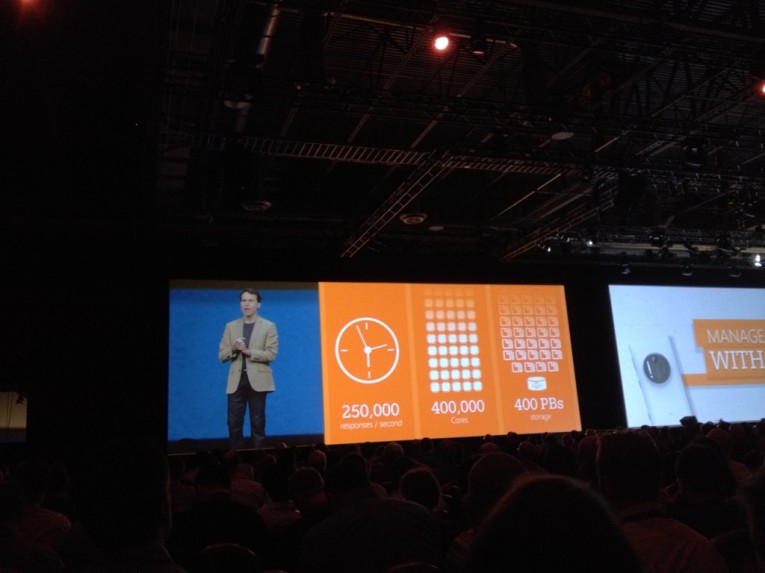 250,000
responses / second
400,000
Cores
400 PBs
storage
MANAGE
WITH